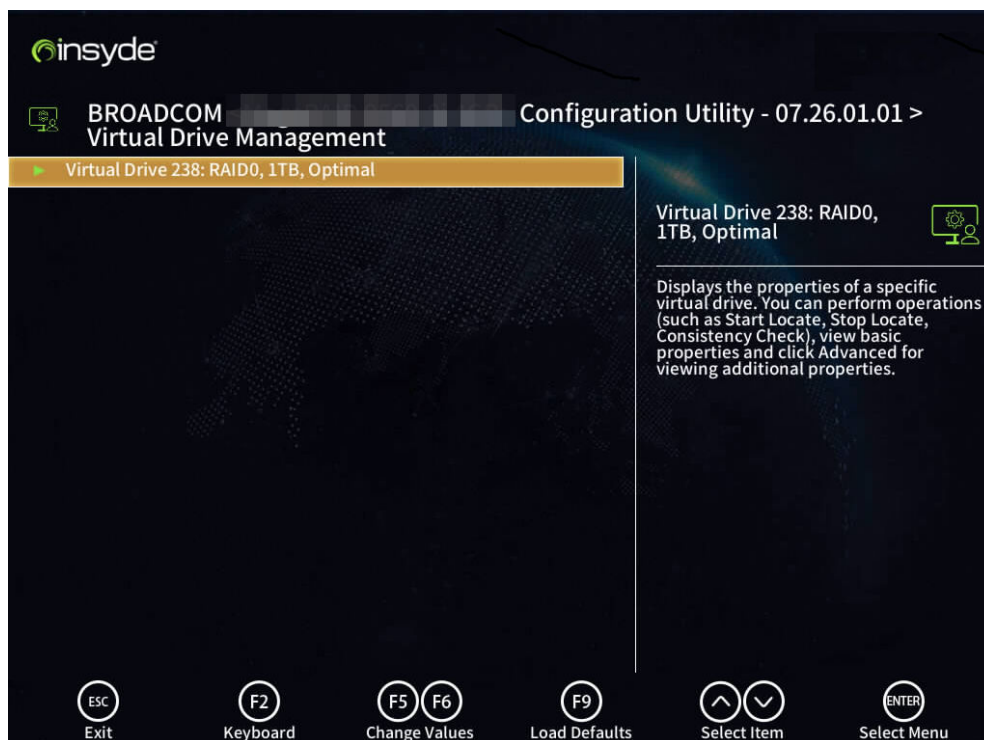 insyde
BROADCOM Configuration Utility - 07.26.01.01 >
Virtual Drive Management
Virtual Drive 238: RAID0, 1TB, Optimal
Virtual Drive 238: RAID0,
1TB, Optimal
Displays the properties of a specific
virtual drive. You can perform operations
(such as Start Locate, Stop Locate,
Consistency Check), view basic
properties and click Advanced for
viewing additional properties.
ESC F2 F5 F6 F9 ENTER
Exit Keyboard Change Values Load Defaults Select Item Select Menu